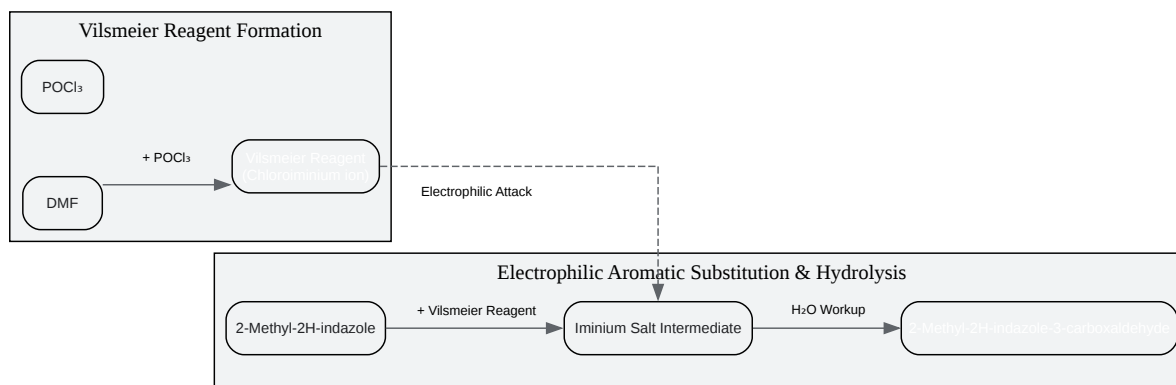 Vilsmeier Reagent Formation
POCl₃
+ POCl₃
Vilsmeier Reagent
(Chloroiminium ion)
DMF
Electrophilic Attack
Electrophilic Aromatic Substitution & Hydrolysis
2-Methyl-2H-indazole
+ Vilsmeier Reagent
Iminium Salt Intermediate
H₂O Workup
2-Methyl-2H-indazole-3-carboxaldehyde